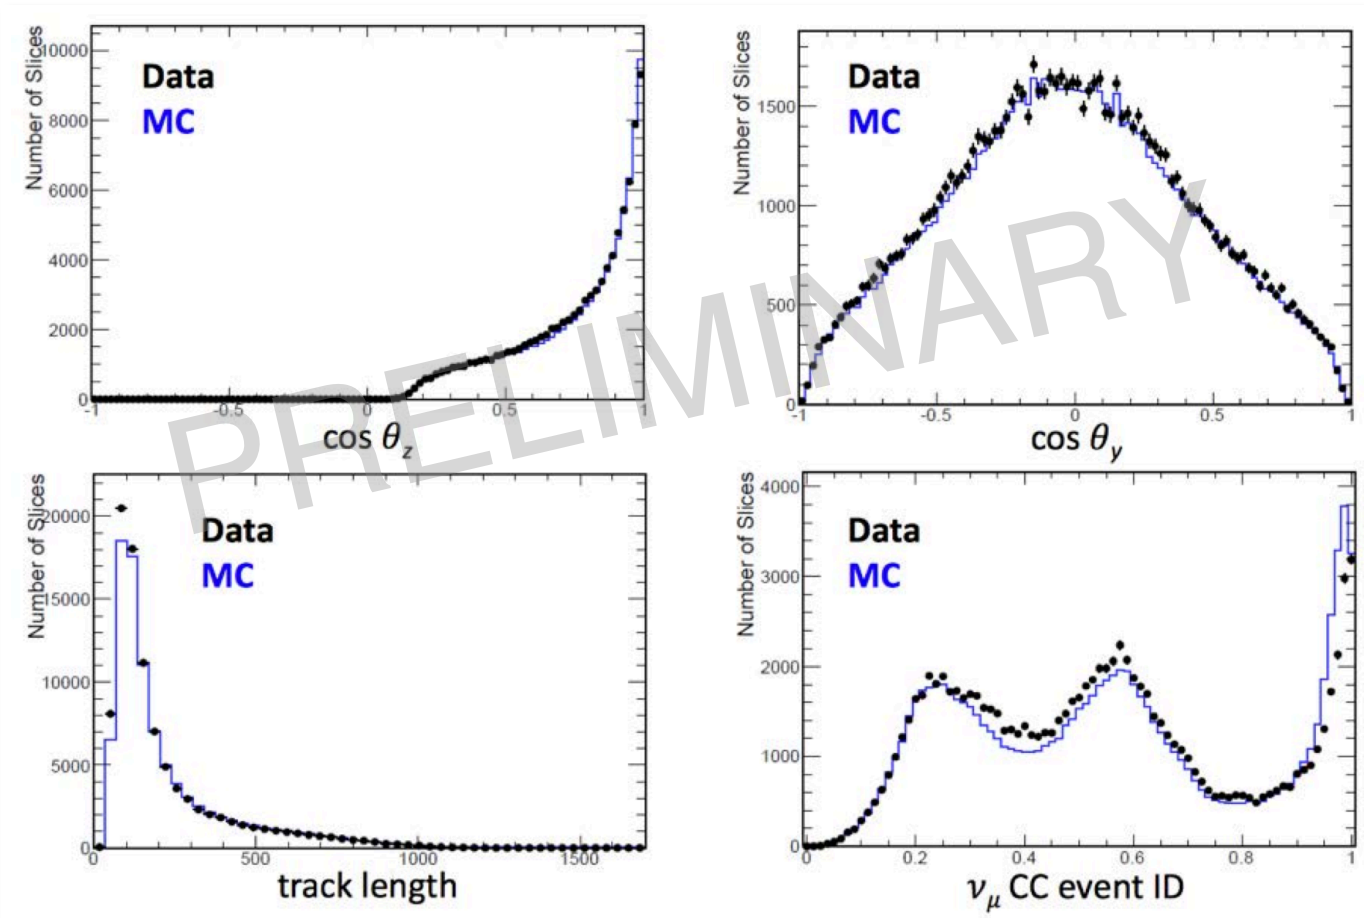 Number of Slices
10000
8000
6000
4000
2000
0
Data
MC
-1 -0.5 0 0.5 1
cos θz
Number of Slices
1500
1000
500
0
Data
MC
-1 -0.5 0 0.5 1
cos θy
PRELIMINARY
Number of Slices
20000
15000
10000
5000
0
Data
MC
0 500 1000 1500
track length
Number of Slices
4000
3000
2000
1000
0
Data
MC
0 0.2 0.4 0.6 0.8 1
νμ CC event ID